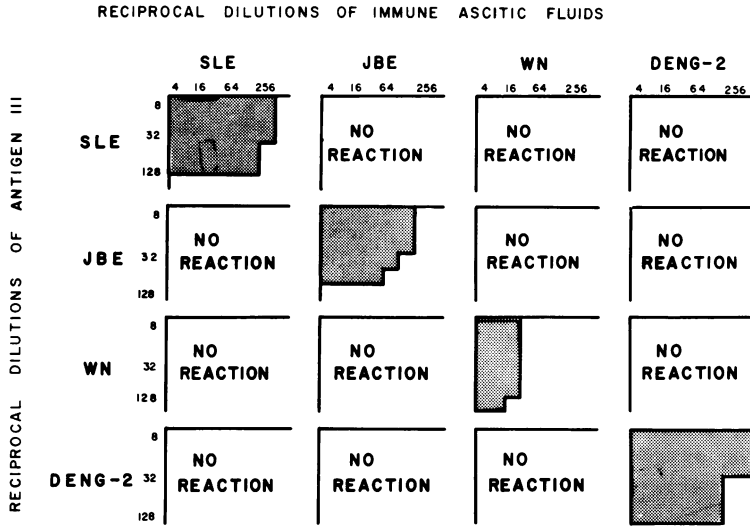 RECIPROCAL DILUTIONS OF IMMUNE ASCITIC FLUIDS
SLE JBE WN DENG-2
4 16 64 256 4 16 64 256 4 16 64 256 4 16 64 256
RECIPROCAL DILUTIONS OF ANTIGEN III
8
32
128
SLE
NO REACTION
NO REACTION
NO REACTION
8
32
128
JBE
NO REACTION
NO REACTION
NO REACTION
8
32
128
WN
NO REACTION
NO REACTION
NO REACTION
8
32
128
DENG-2
NO REACTION
NO REACTION
NO REACTION